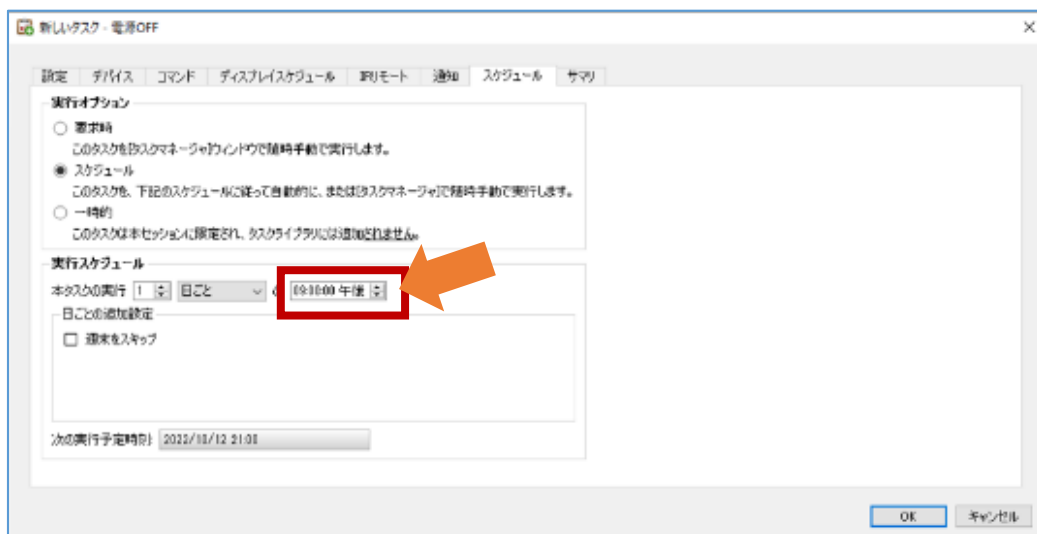 新しいタスク - 電源OFF
設定 デバイス コマンド ディスプレイスケジュール IRリモート 通知 スケジュール サマリ
実行オプション
要求時
このタスクを[タスクマネージャ]ウィンドウで随時手動で実行します。
スケジュール
このタスクを、下記のスケジュールに従って自動的に、または[タスクマネージャ]で随時手動で実行します。
一時的
このタスクは本セッションに限定され、タスクライブラリには追加されません。
実行スケジュール
本タスクの実行 1 日ごと 09:00:00 午後
日ごとの追加設定
週末をスキップ
次の実行予定時刻: 2022/10/12 21:00
OK キャンセル